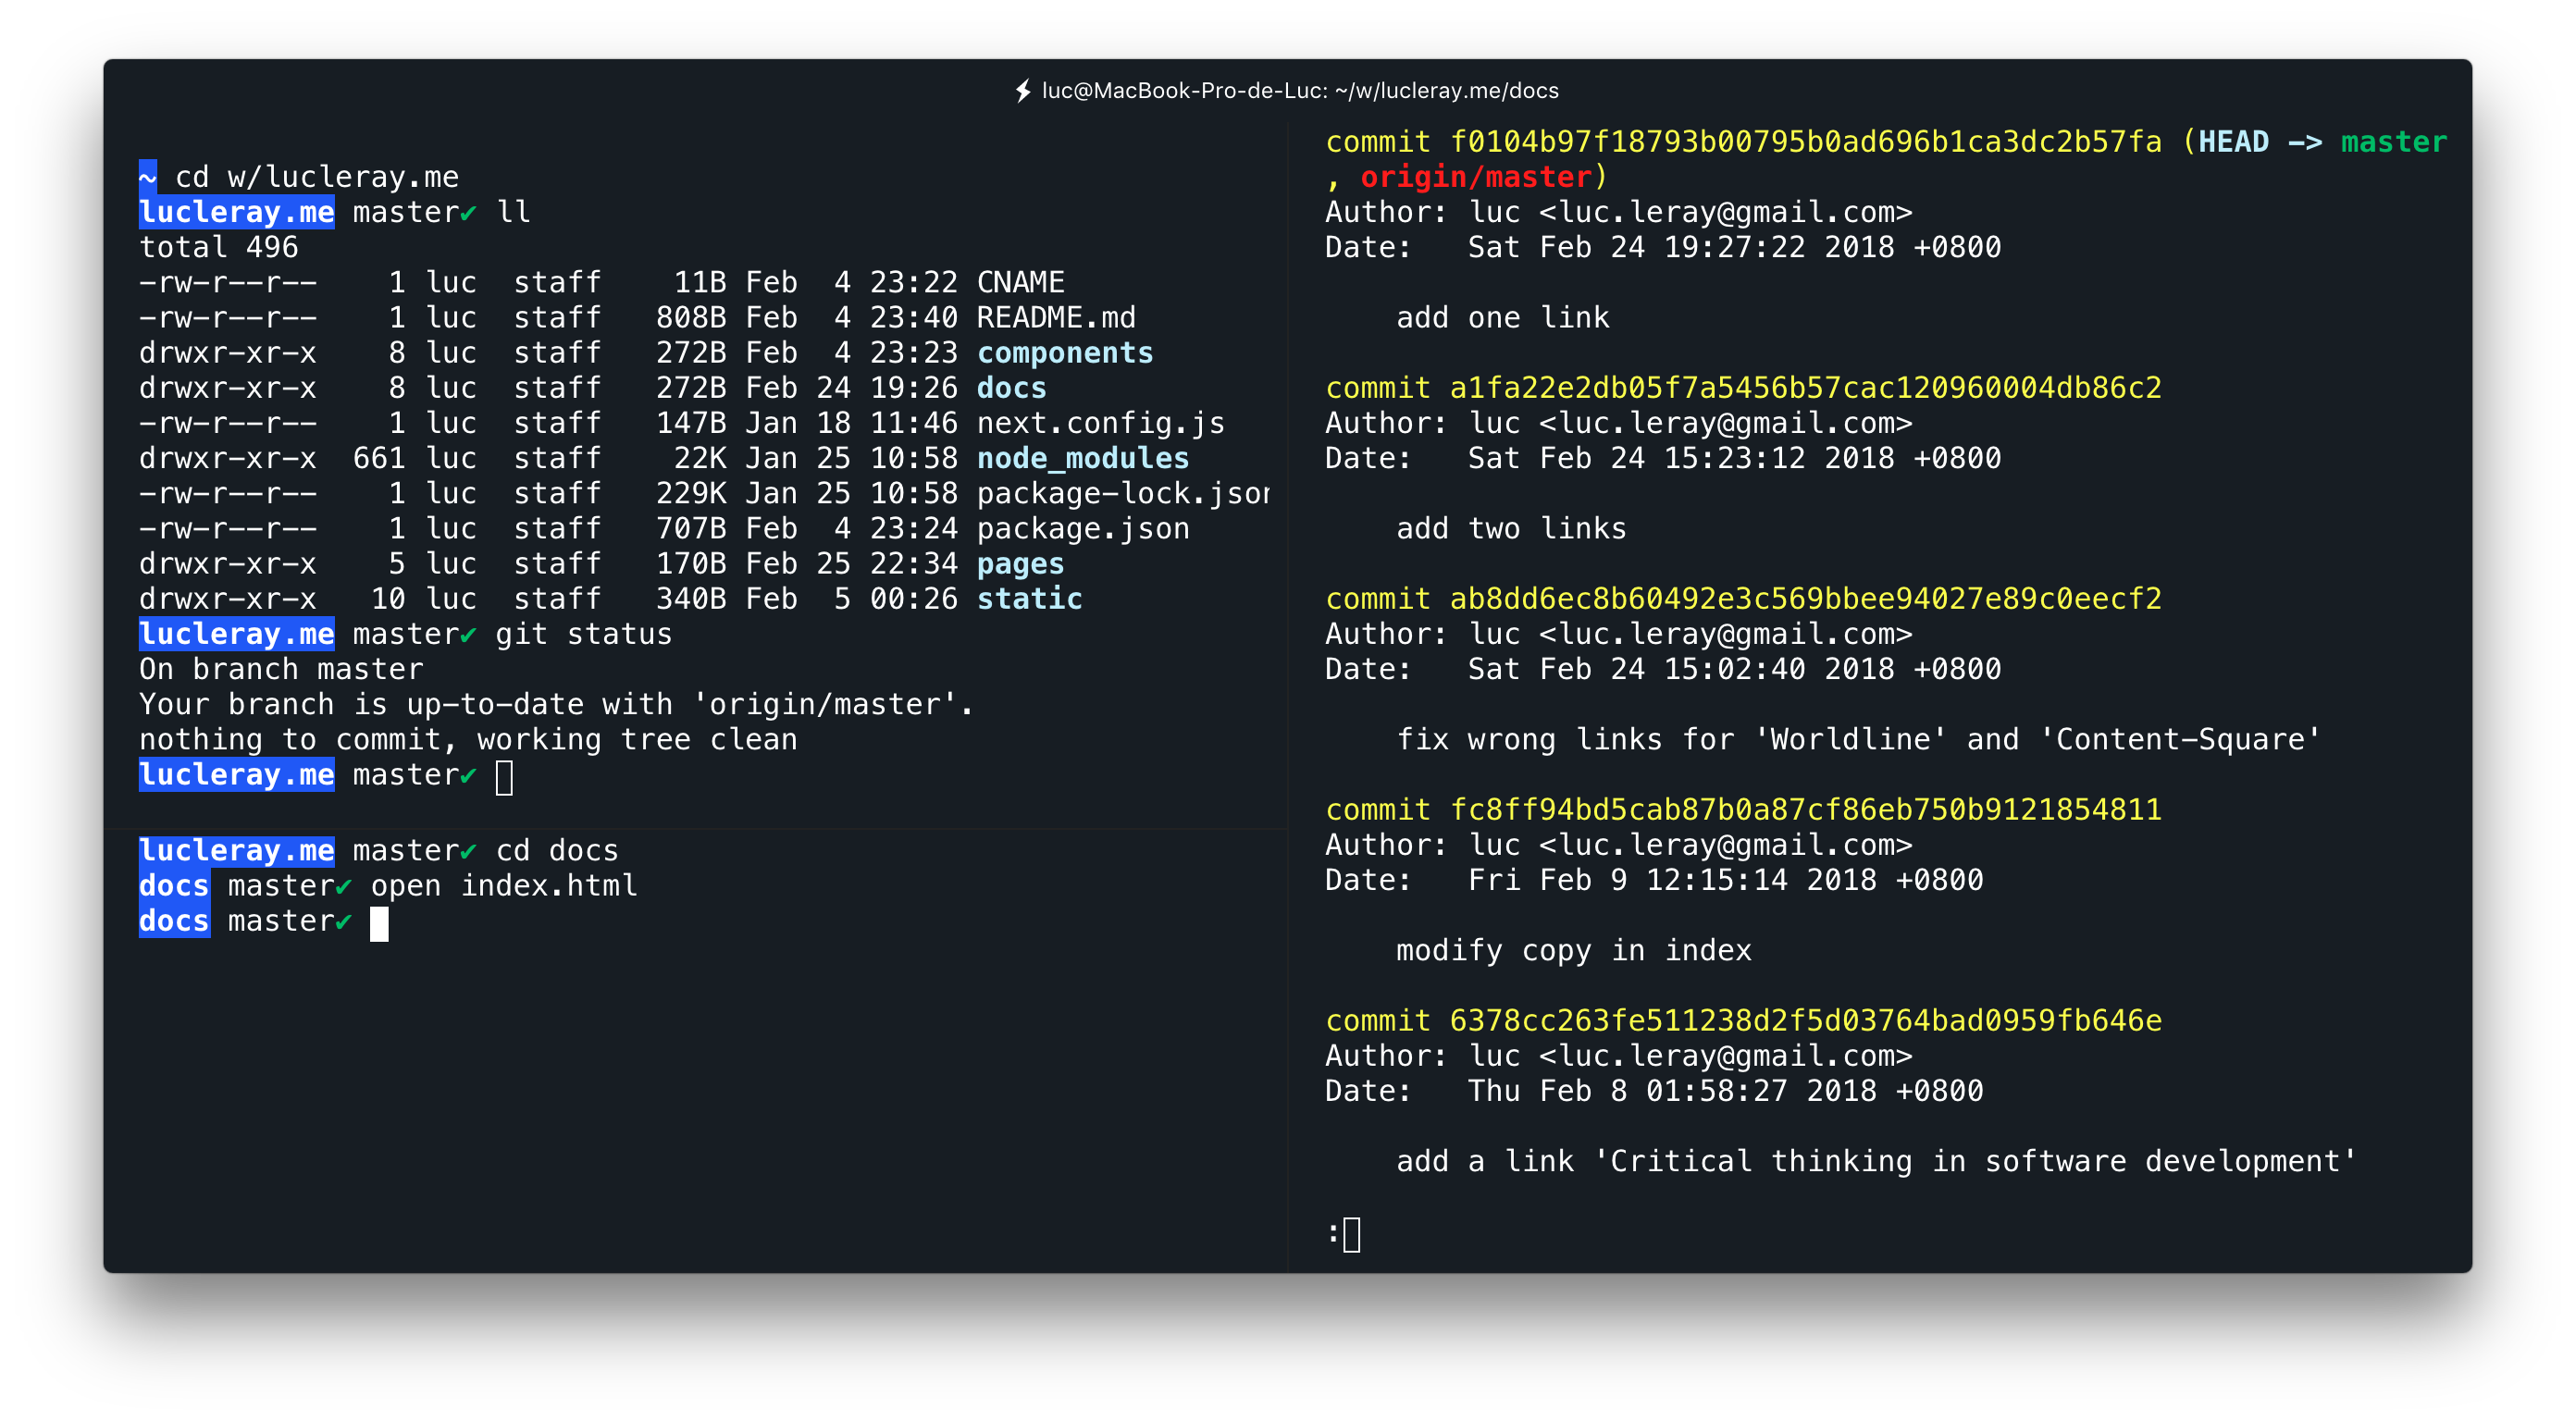 luc@MacBook-Pro-de-Luc: ~/w/lucleray.me/docs
~ cd w/lucleray.me
lucleray.me master✔ ll
total 496
-rw-r--r--    1 luc  staff    11B Feb  4 23:22 CNAME
-rw-r--r--    1 luc  staff   808B Feb  4 23:40 README.md
drwxr-xr-x    8 luc  staff   272B Feb  4 23:23 components
drwxr-xr-x    8 luc  staff   272B Feb 24 19:26 docs
-rw-r--r--    1 luc  staff   147B Jan 18 11:46 next.config.js
drwxr-xr-x  661 luc  staff    22K Jan 25 10:58 node_modules
-rw-r--r--    1 luc  staff   229K Jan 25 10:58 package-lock.json
-rw-r--r--    1 luc  staff   707B Feb  4 23:24 package.json
drwxr-xr-x    5 luc  staff   170B Feb 25 22:34 pages
drwxr-xr-x   10 luc  staff   340B Feb  5 00:26 static
lucleray.me master✔ git status
On branch master
Your branch is up-to-date with 'origin/master'.
nothing to commit, working tree clean
lucleray.me master✔
lucleray.me master✔ cd docs
docs master✔ open index.html
docs master✔
commit f0104b97f18793b00795b0ad696b1ca3dc2b57fa (HEAD -> master
, origin/master)
Author: luc <luc.leray@gmail.com>
Date:   Sat Feb 24 19:27:22 2018 +0800
    add one link
commit a1fa22e2db05f7a5456b57cac120960004db86c2
Author: luc <luc.leray@gmail.com>
Date:   Sat Feb 24 15:23:12 2018 +0800
    add two links
commit ab8dd6ec8b60492e3c569bbee94027e89c0eecf2
Author: luc <luc.leray@gmail.com>
Date:   Sat Feb 24 15:02:40 2018 +0800
    fix wrong links for 'Worldline' and 'Content-Square'
commit fc8ff94bd5cab87b0a87cf86eb750b9121854811
Author: luc <luc.leray@gmail.com>
Date:   Fri Feb 9 12:15:14 2018 +0800
    modify copy in index
commit 6378cc263fe511238d2f5d03764bad0959fb646e
Author: luc <luc.leray@gmail.com>
Date:   Thu Feb 8 01:58:27 2018 +0800
    add a link 'Critical thinking in software development'
: